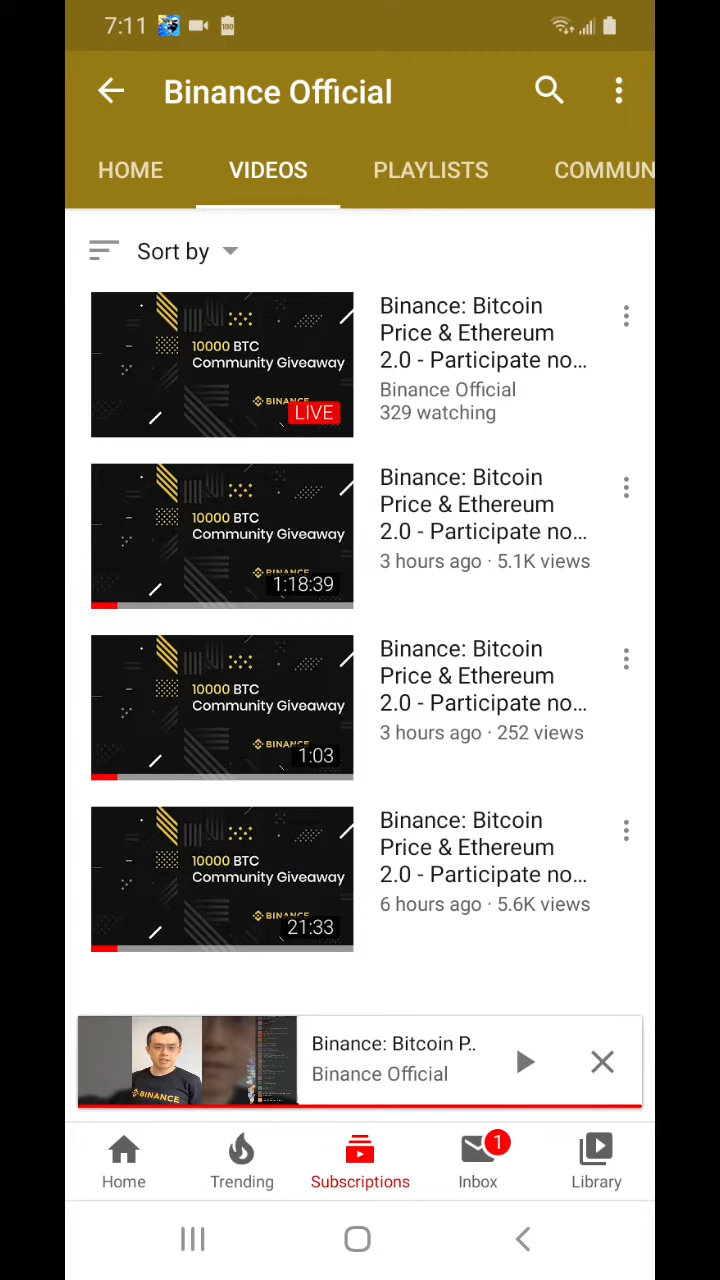 7:11
100
Binance Official
HOME VIDEOS PLAYLISTS COMMUN
Sort by
10000 BTC
Community Giveaway
BINANCE
LIVE
Binance: Bitcoin
Price & Ethereum
2.0 - Participate no...
Binance Official
329 watching
10000 BTC
Community Giveaway
BINANCE
1:18:39
Binance: Bitcoin
Price & Ethereum
2.0 - Participate no...
3 hours ago · 5.1K views
10000 BTC
Community Giveaway
BINANCE
1:03
Binance: Bitcoin
Price & Ethereum
2.0 - Participate no...
3 hours ago · 252 views
10000 BTC
Community Giveaway
BINANCE
21:33
Binance: Bitcoin
Price & Ethereum
2.0 - Participate no...
6 hours ago · 5.6K views
BINANCE
Binance: Bitcoin P..
Binance Official
1
Home Trending Subscriptions Inbox Library